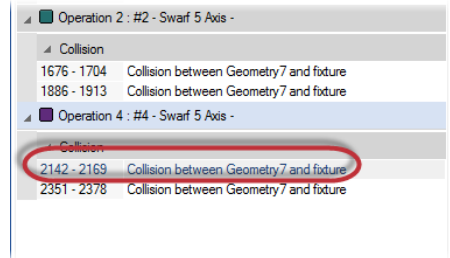 Operation 2 : #2 - Swarf 5 Axis -
Collision
1676 - 1704 Collision between Geometry7 and fixture
1886 - 1913 Collision between Geometry7 and fixture
Operation 4 : #4 - Swarf 5 Axis -
Collision
2142 - 2169 Collision between Geometry7 and fixture
2351 - 2378 Collision between Geometry7 and fixture